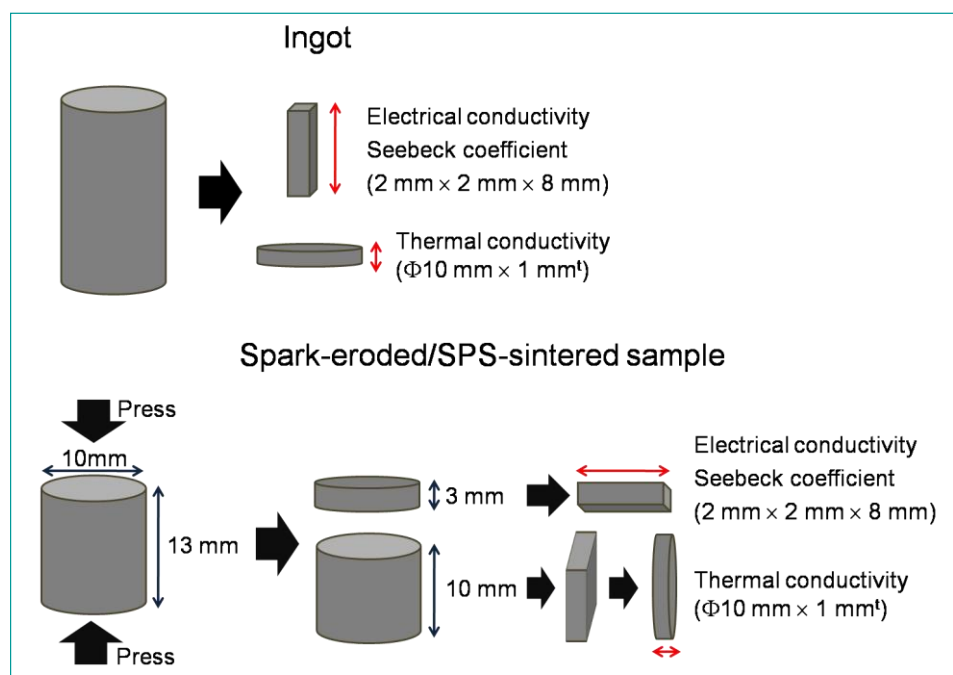 Ingot
Electrical conductivity
Seebeck coefficient
(2 mm × 2 mm × 8 mm)
Thermal conductivity
(Φ10 mm × 1 mmᵗ)
Spark-eroded/SPS-sintered sample
Press
10mm
13 mm
Press
3 mm
10 mm
Electrical conductivity
Seebeck coefficient
(2 mm × 2 mm × 8 mm)
Thermal conductivity
(Φ10 mm × 1 mmᵗ)